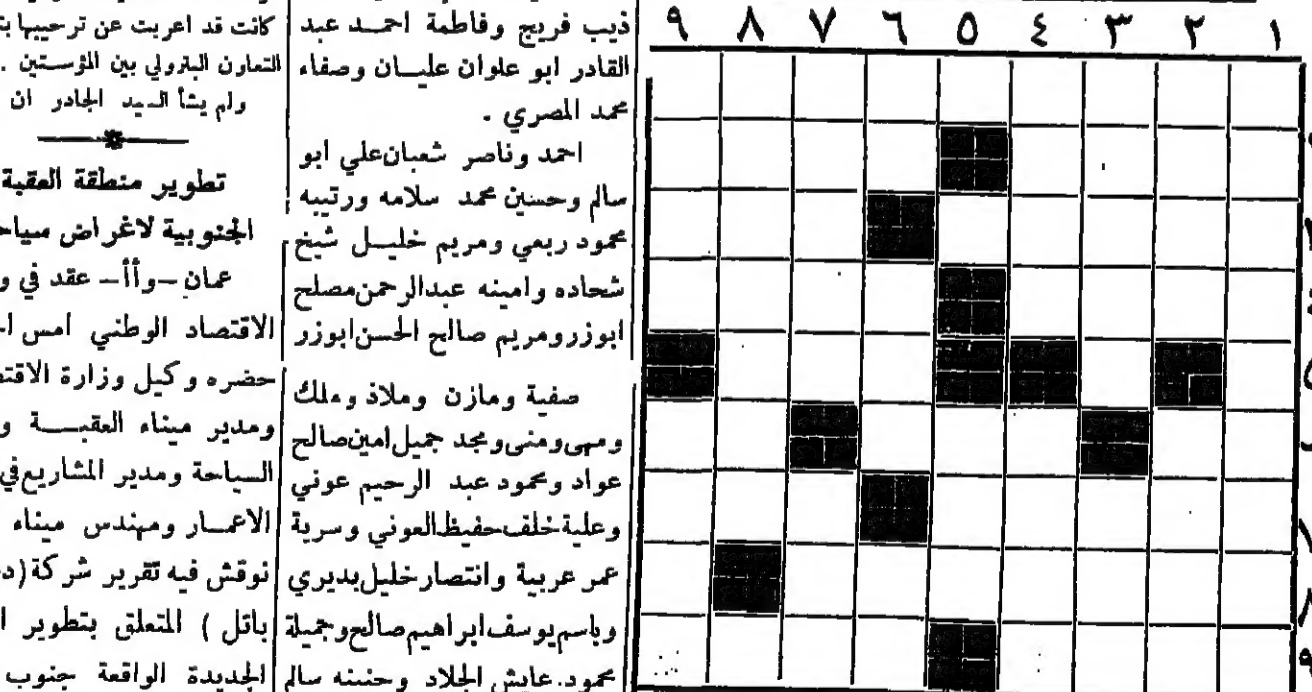 ١ ٢ ٣ ٤ ٥ ٦ ٧ ٨ ٩
ذيب فريج وفاطمة احمد عبد
القادر ابو علوان عليان وصفاء
محمد المصري .
احمد وناصر شعبان علي ابو
سالم وحسين محمد سلامه ورتيبه
محمود ربعي ومريم خليل شيخ
شحاده وامينه عبدالرحمن مصلح
ابوزر ومريم صالح الحسن ابوزر
صفية ومازن وملاذ وملك
ومهى ومنى ومجد جميل امين صالح
عواد ومحمود عبد الرحيم عوني
وعلية خلف حفيظ العوني وسرية
عمر عربية وانتصار خليل بديري
وباسم يوسف ابراهيم صالح وجميلة
محمود عايش الجلاد وحننه سالم
كانت قد اعربت عن ترحيبها
التعاون البترولي بين المؤسستين .
ولم يشأ السيد الجادر ان
تطوير منطقة العقبة
الجنوبية لاغراض
عمان -وأأ- عقد في
الاقتصاد الوطني امس
حضره وكيل وزارة
ومدير ميناء العقبة
السياحة ومدير المشاريع في
الاعمار ومهندس ميناء
نوقش فيه تقرير شركة
باتل ) المتعلق بتطوير
الجديدة الواقعة جنوب